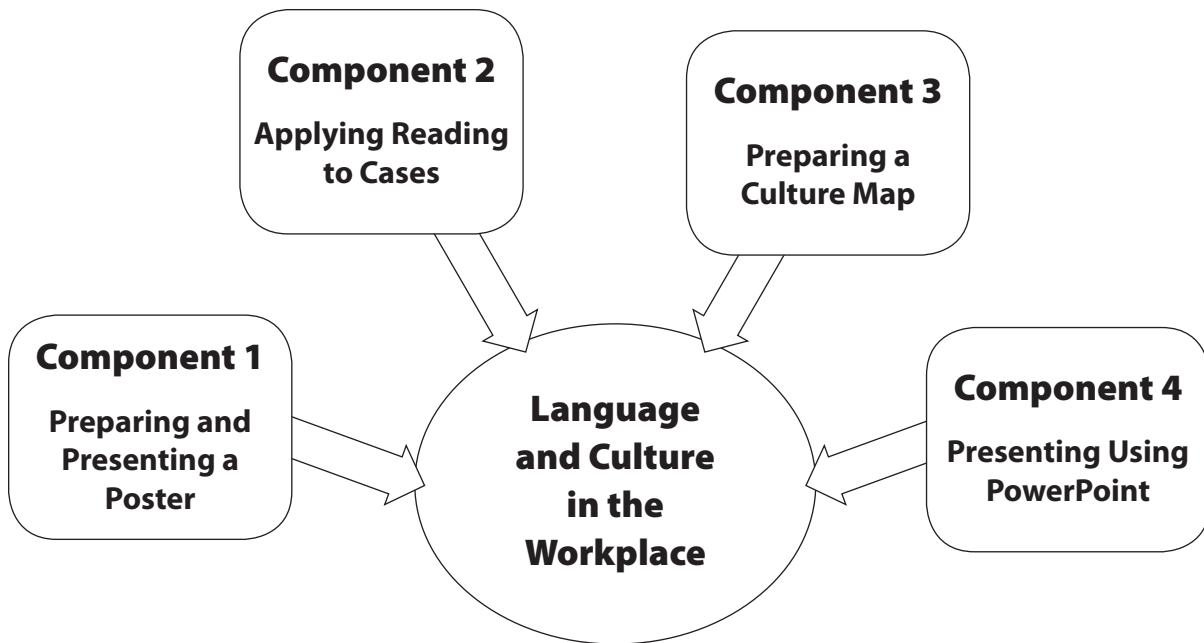 Component 1
Preparing and
Presenting a
Poster
Component 2
Applying Reading
to Cases
Component 3
Preparing a
Culture Map
Component 4
Presenting Using
PowerPoint
Language
and Culture
in the
Workplace